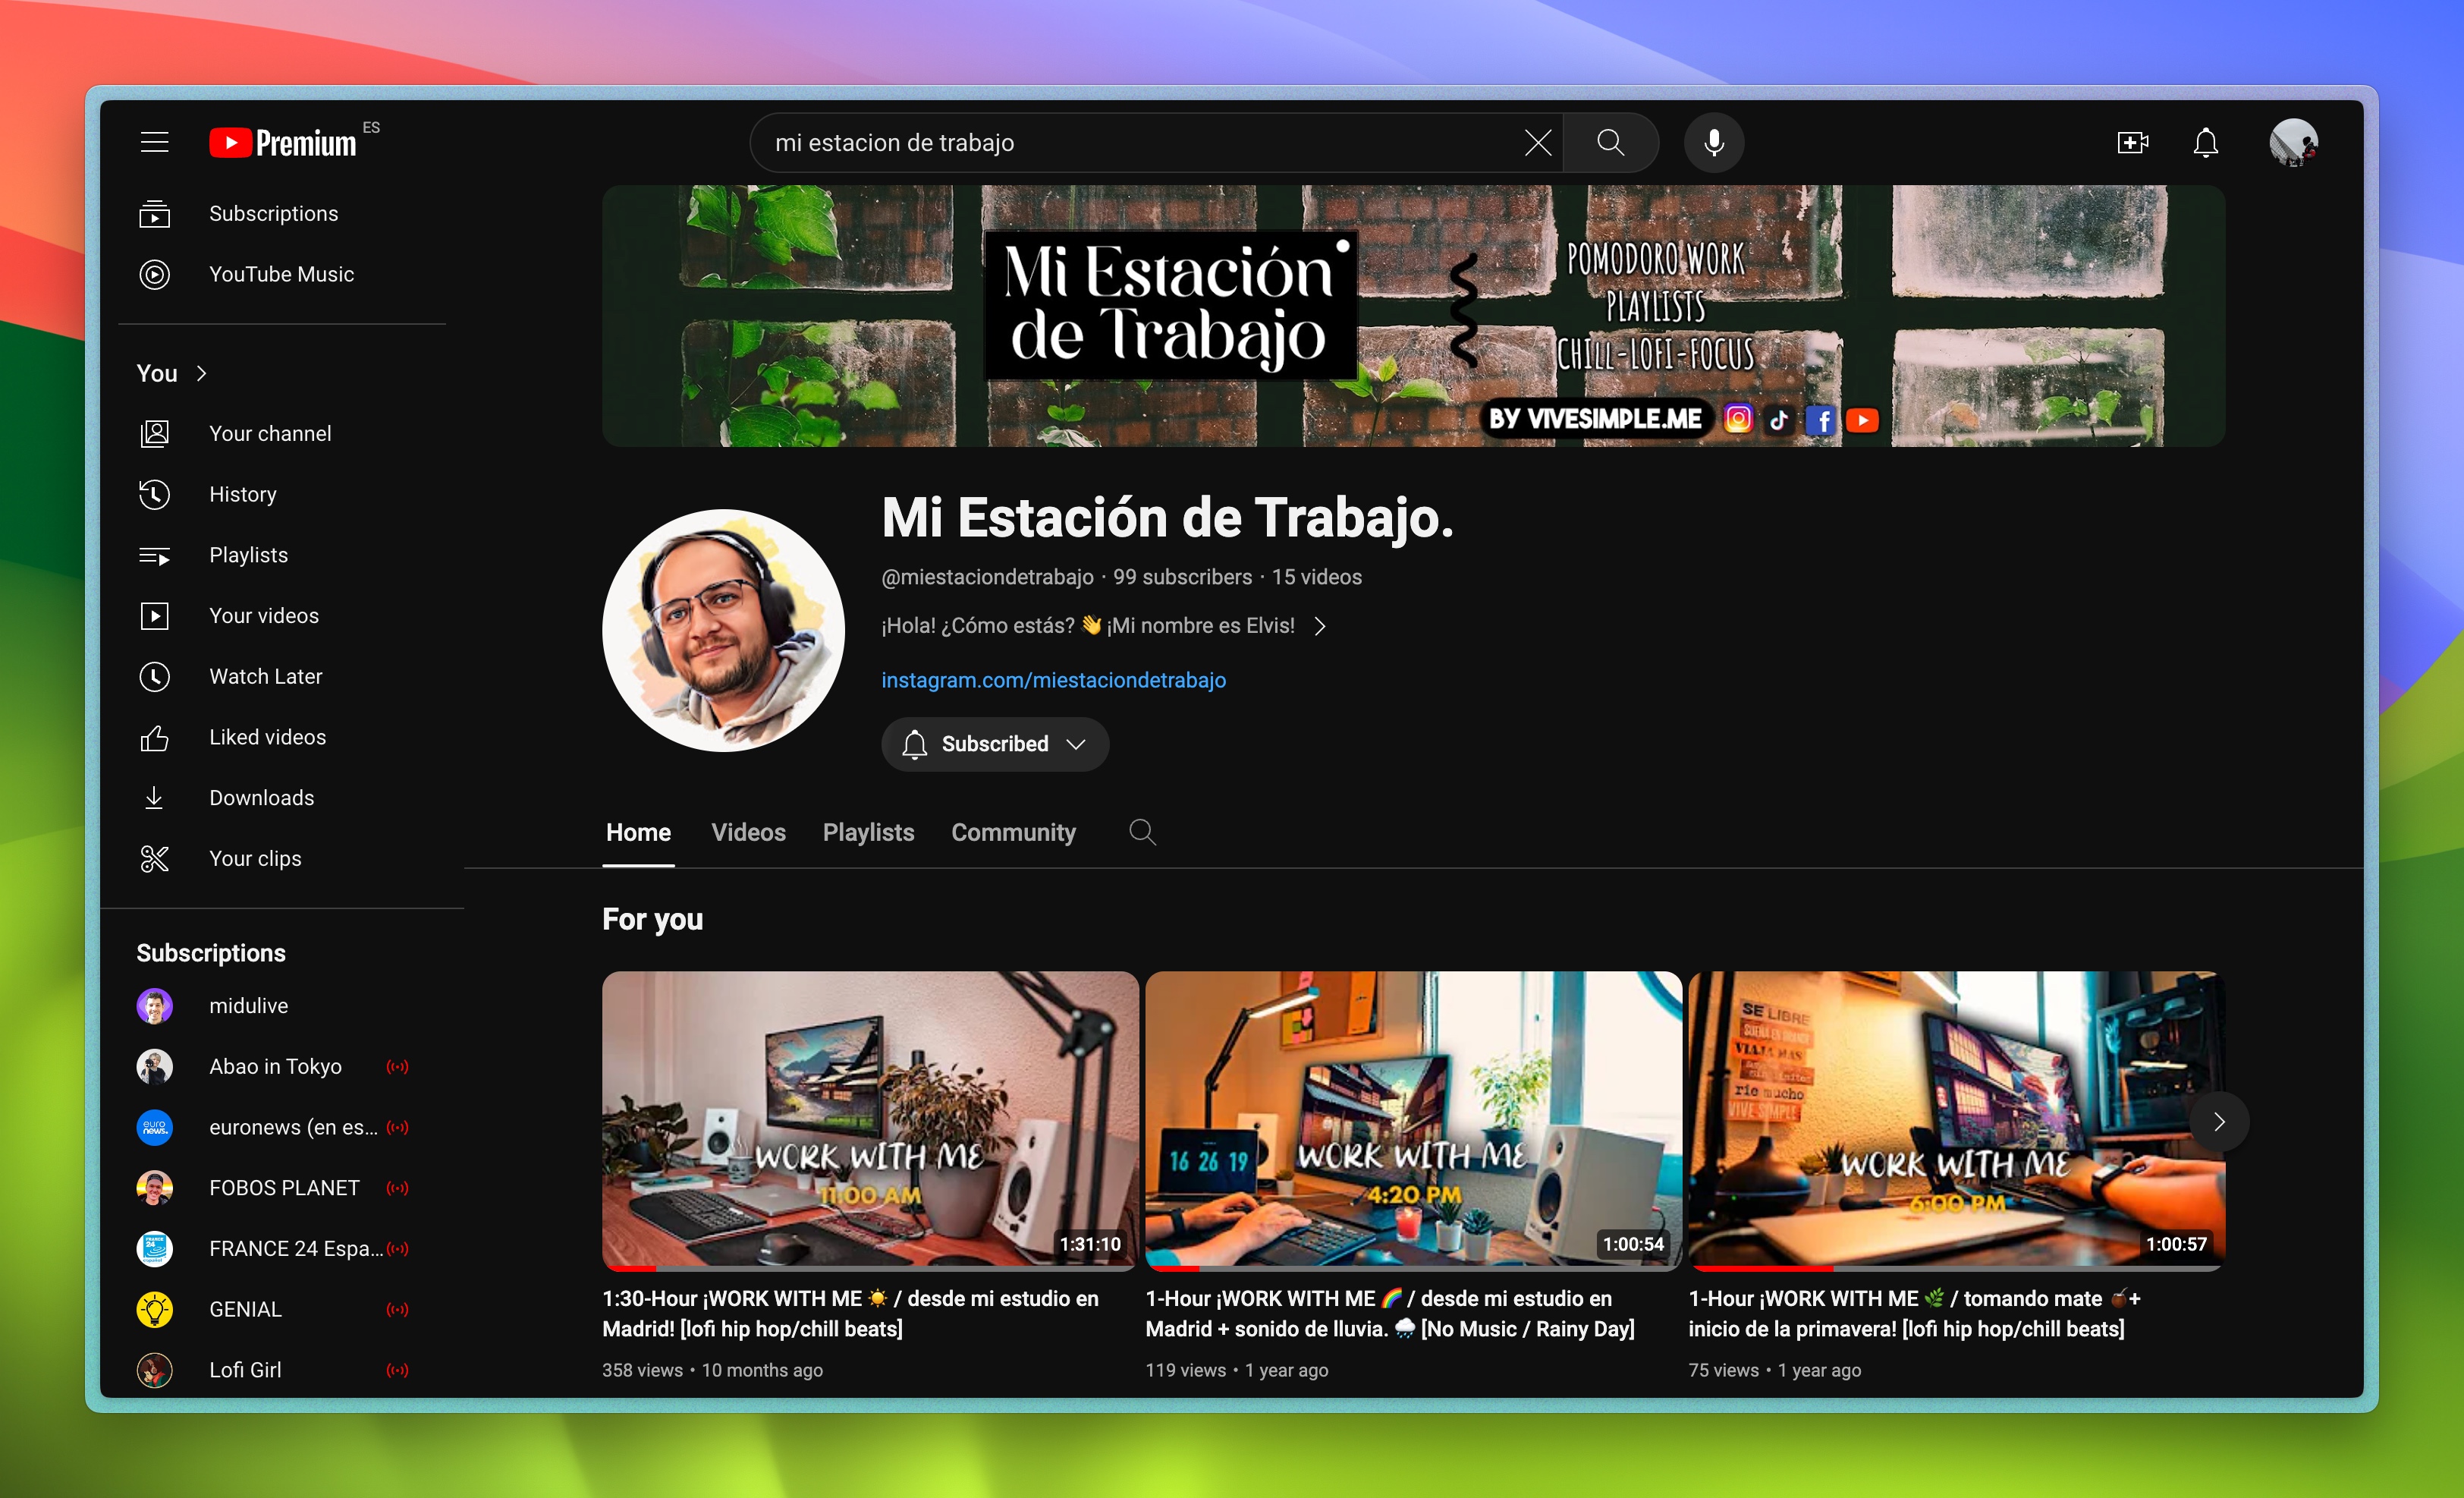 Premium ES
mi estacion de trabajo
Subscriptions
YouTube Music
You
Your channel
History
Playlists
Your videos
Watch Later
Liked videos
Downloads
Your clips
Subscriptions
midulive
Abao in Tokyo
euro
news.
euronews (en es...
FOBOS PLANET
FRANCE
24
FRANCE 24 Espa...
GENIAL
Lofi Girl
Mi Estación
de Trabajo
POMODORO WORK
PLAYLISTS
CHILL-LOFI-FOCUS
BY VIVESIMPLE.ME
Mi Estación de Trabajo.
@miestaciondetrabajo · 99 subscribers · 15 videos
¡Hola! ¿Cómo estás? 👋 ¡Mi nombre es Elvis!
instagram.com/miestaciondetrabajo
Subscribed
Home Videos Playlists Community
For you
WORK WITH ME
11:00 AM
1:31:10
1:30-Hour ¡WORK WITH ME ☀️ / desde mi estudio en
Madrid! [lofi hip hop/chill beats]
358 views • 10 months ago
16 26 19
WORK WITH ME
4:20 PM
1:00:54
1-Hour ¡WORK WITH ME 🌈 / desde mi estudio en
Madrid + sonido de lluvia. 🌧️ [No Music / Rainy Day]
119 views • 1 year ago
SE LIBRE
VIAJA MAS
rie mucho
VIVE SIMPLE
WORK WITH ME
6:00 PM
1:00:57
1-Hour ¡WORK WITH ME 🌿 / tomando mate 🧉+
inicio de la primavera! [lofi hip hop/chill beats]
75 views • 1 year ago